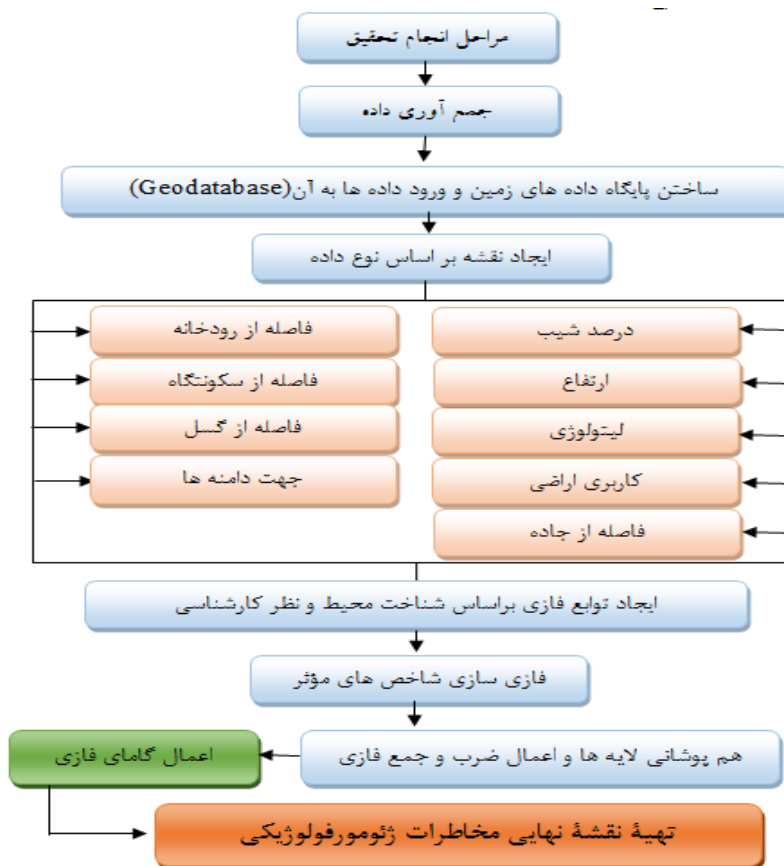 مراحل انجام تحقیق
جمع آوری داده
ساختن پایگاه داده های زمین و ورود داده ها به آن(Geodatabase)
ایجاد نقشه بر اساس نوع داده
درصد شیب
ارتفاع
لیتولوژی
کاربری اراضی
فاصله از جاده
فاصله از رودخانه
فاصله از سکونتگاه
فاصله از گسل
جهت دامنه ها
ایجاد توابع فازی براساس شناخت محیط و نظر کارشناسی
فازی سازی شاخص های مؤثر
هم پوشانی لایه ها و اعمال ضرب و جمع فازی
اعمال گامای فازی
تهیۀ نقشۀ نهایی مخاطرات ژئومورفولوژیکی